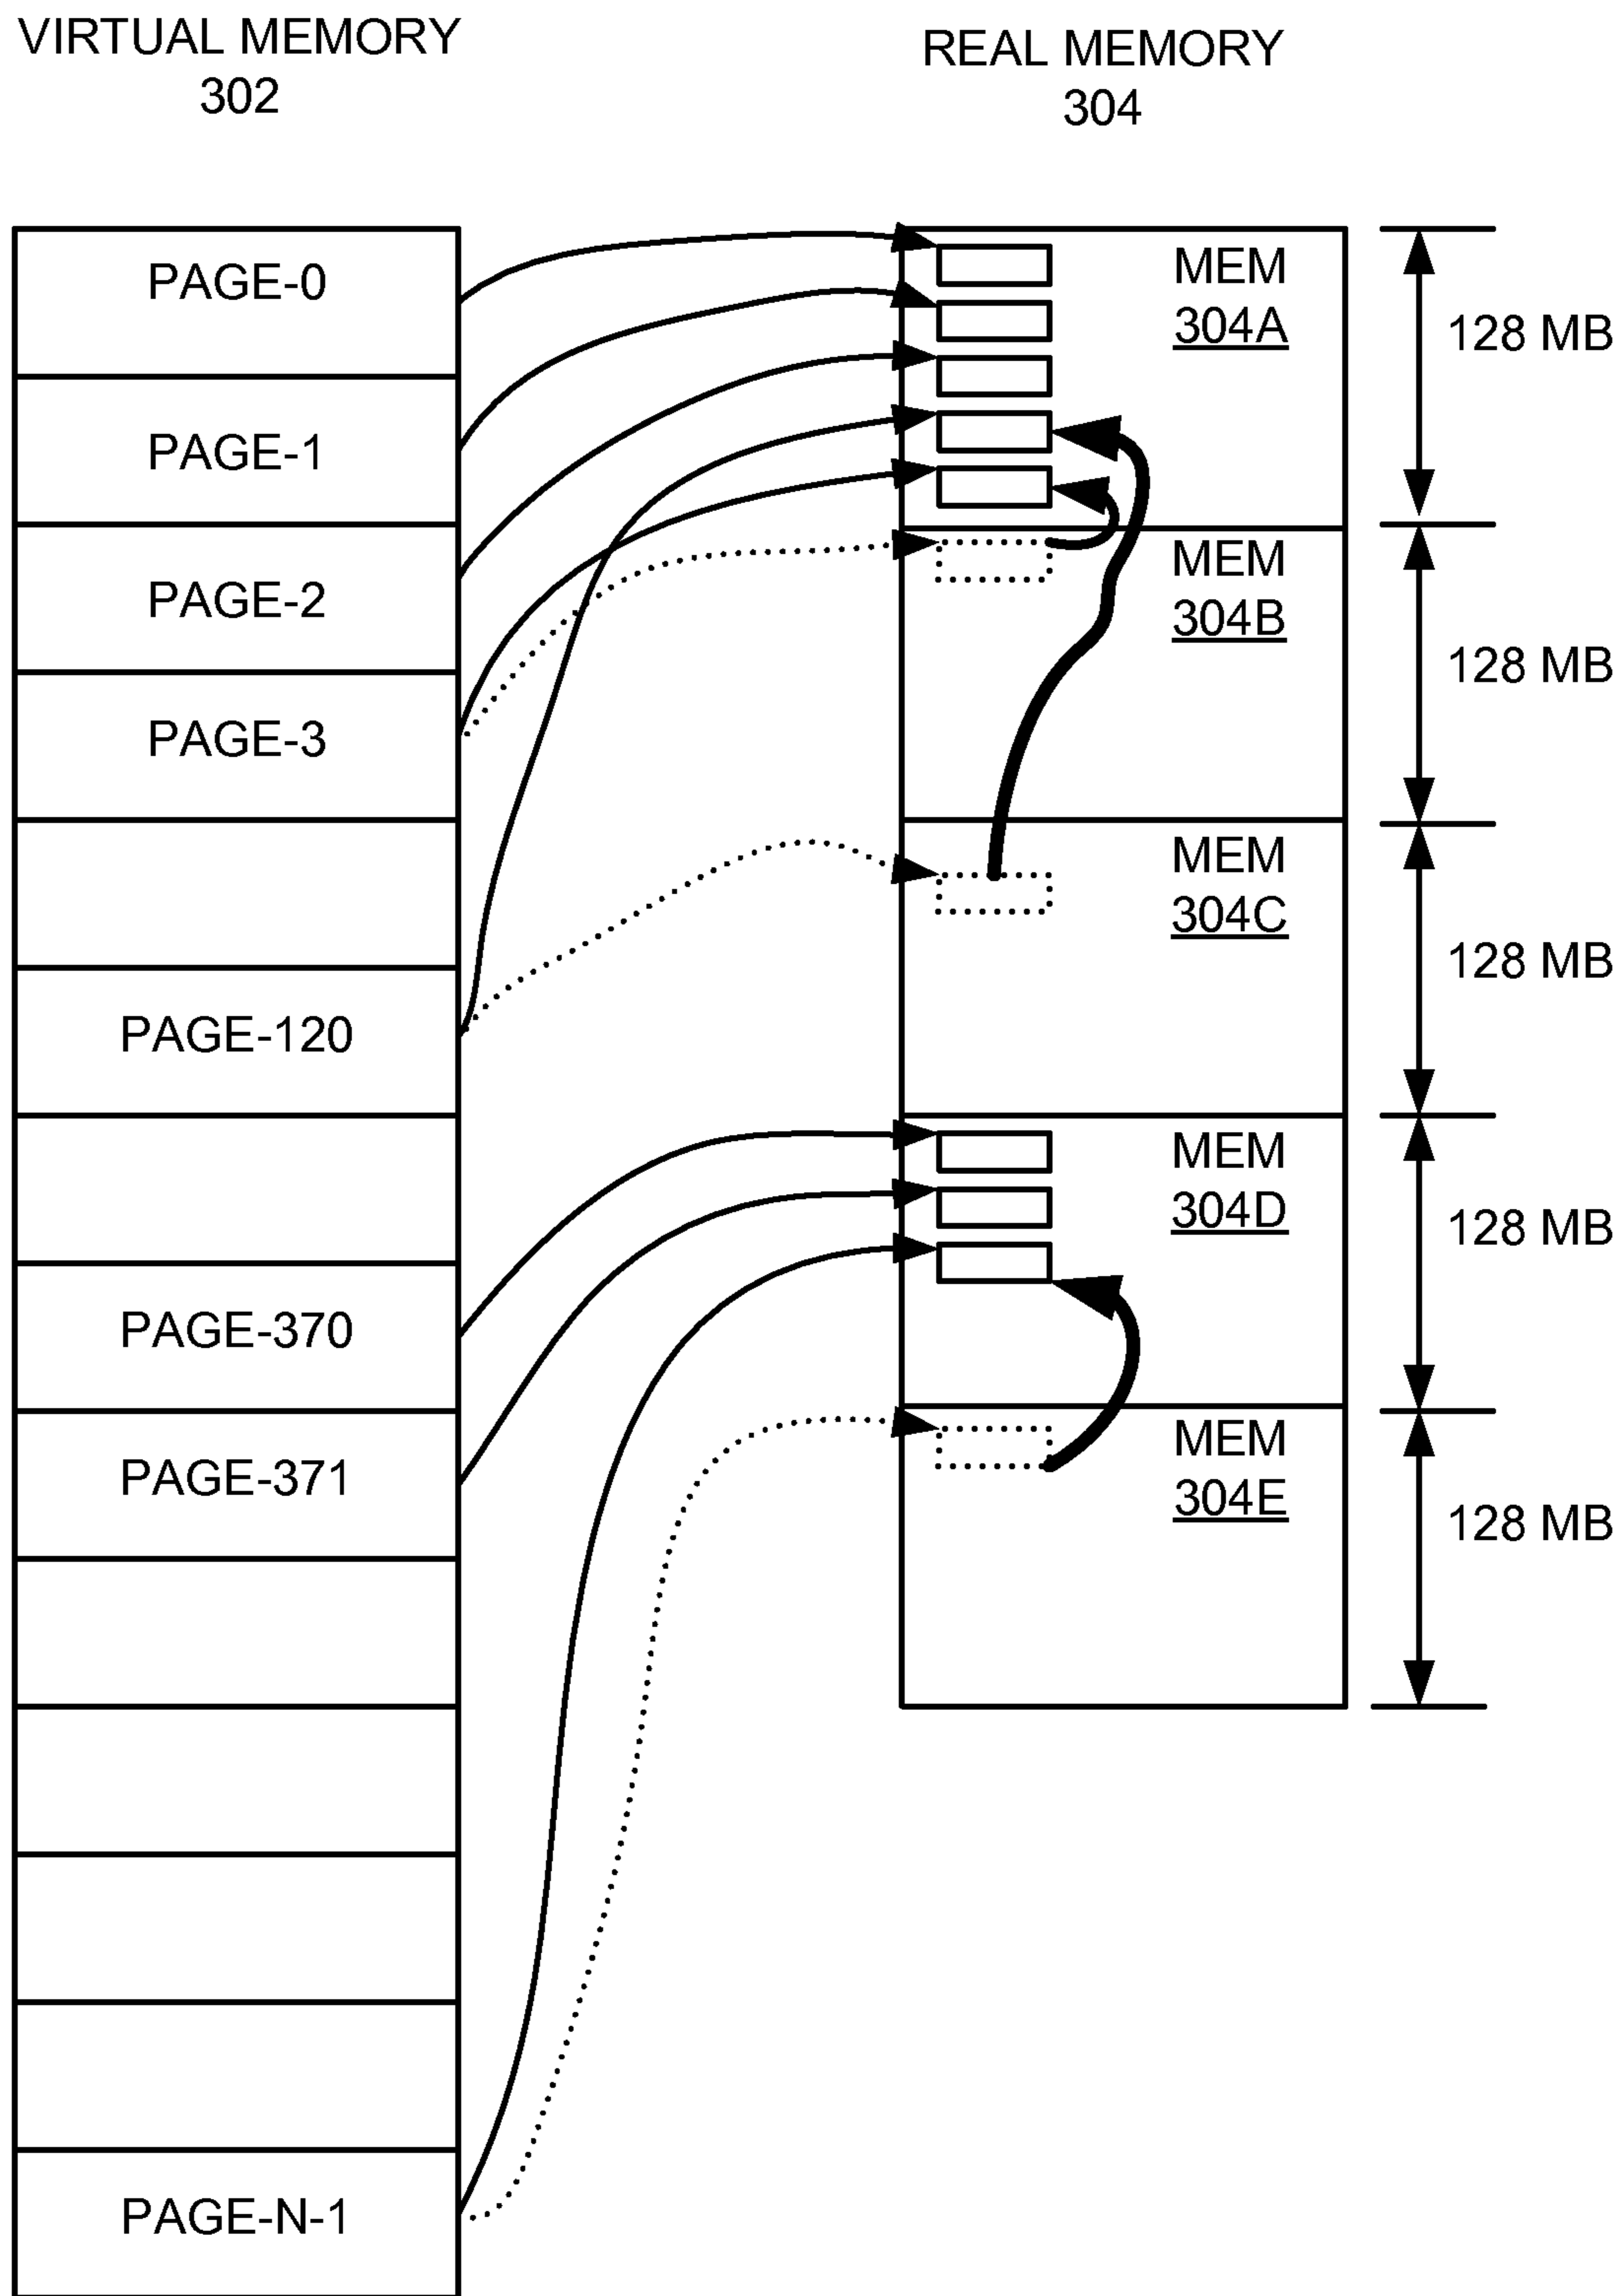 VIRTUAL MEMORY
302
REAL MEMORY
304
PAGE-0
PAGE-1
PAGE-2
PAGE-3
PAGE-120
PAGE-370
PAGE-371
PAGE-N-1
MEM
304A
128 MB
MEM
304B
128 MB
MEM
304C
128 MB
MEM
304D
128 MB
MEM
304E
128 MB